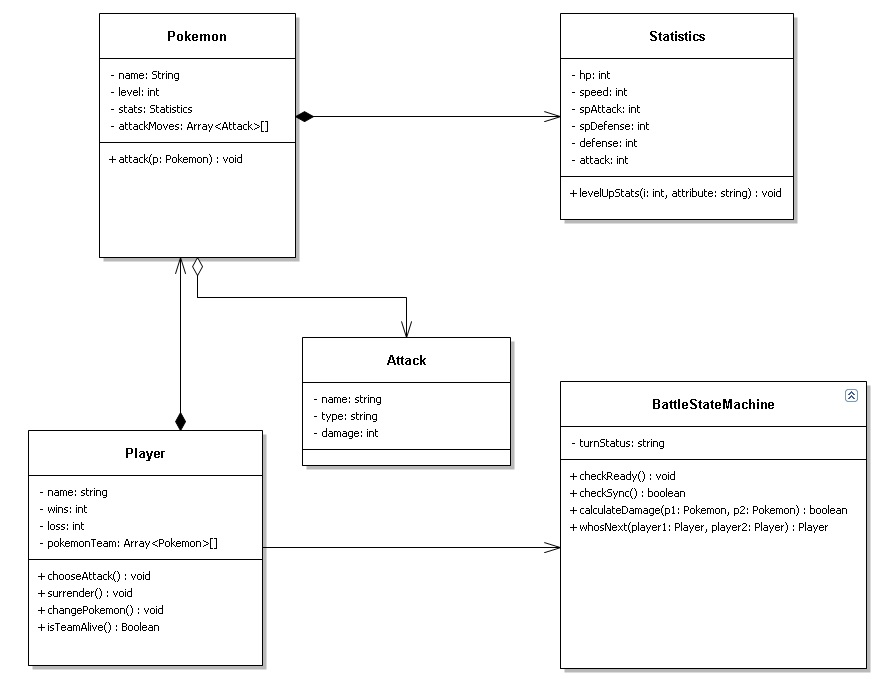 Pokemon
- name: String
- level: int
- stats: Statistics
- attackMoves: Array<Attack>[]
+ attack(p: Pokemon) : void
Statistics
- hp: int
- speed: int
- spAttack: int
- spDefense: int
- defense: int
- attack: int
+ levelUpStats(i: int, attribute: string) : void
Attack
- name: string
- type: string
- damage: int
Player
- name: string
- wins: int
- loss: int
- pokemonTeam: Array<Pokemon>[]
+ chooseAttack() : void
+ surrender() : void
+ changePokemon() : void
+ isTeamAlive() : Boolean
BattleStateMachine
- turnStatus: string
+ checkReady() : void
+ checkSync() : boolean
+ calculateDamage(p1: Pokemon, p2: Pokemon) : boolean
+ whosNext(player1: Player, player2: Player) : Player